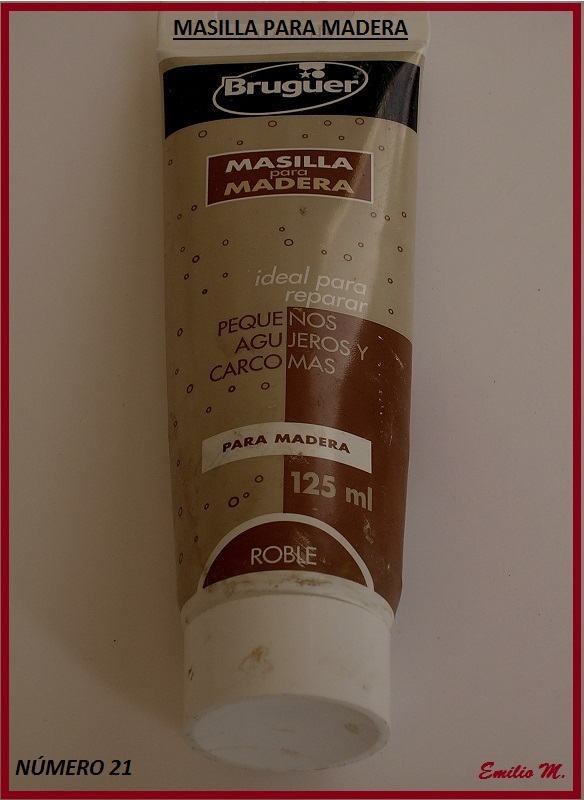 MASILLA PARA MADERA
Bruguer
MASILLA
para
MADERA
ideal para
reparar
PEQUEÑOS
AGUJEROS Y
CARCOMAS
PARA MADERA
125 ml
ROBLE
NÚMERO 21
Emilio M.